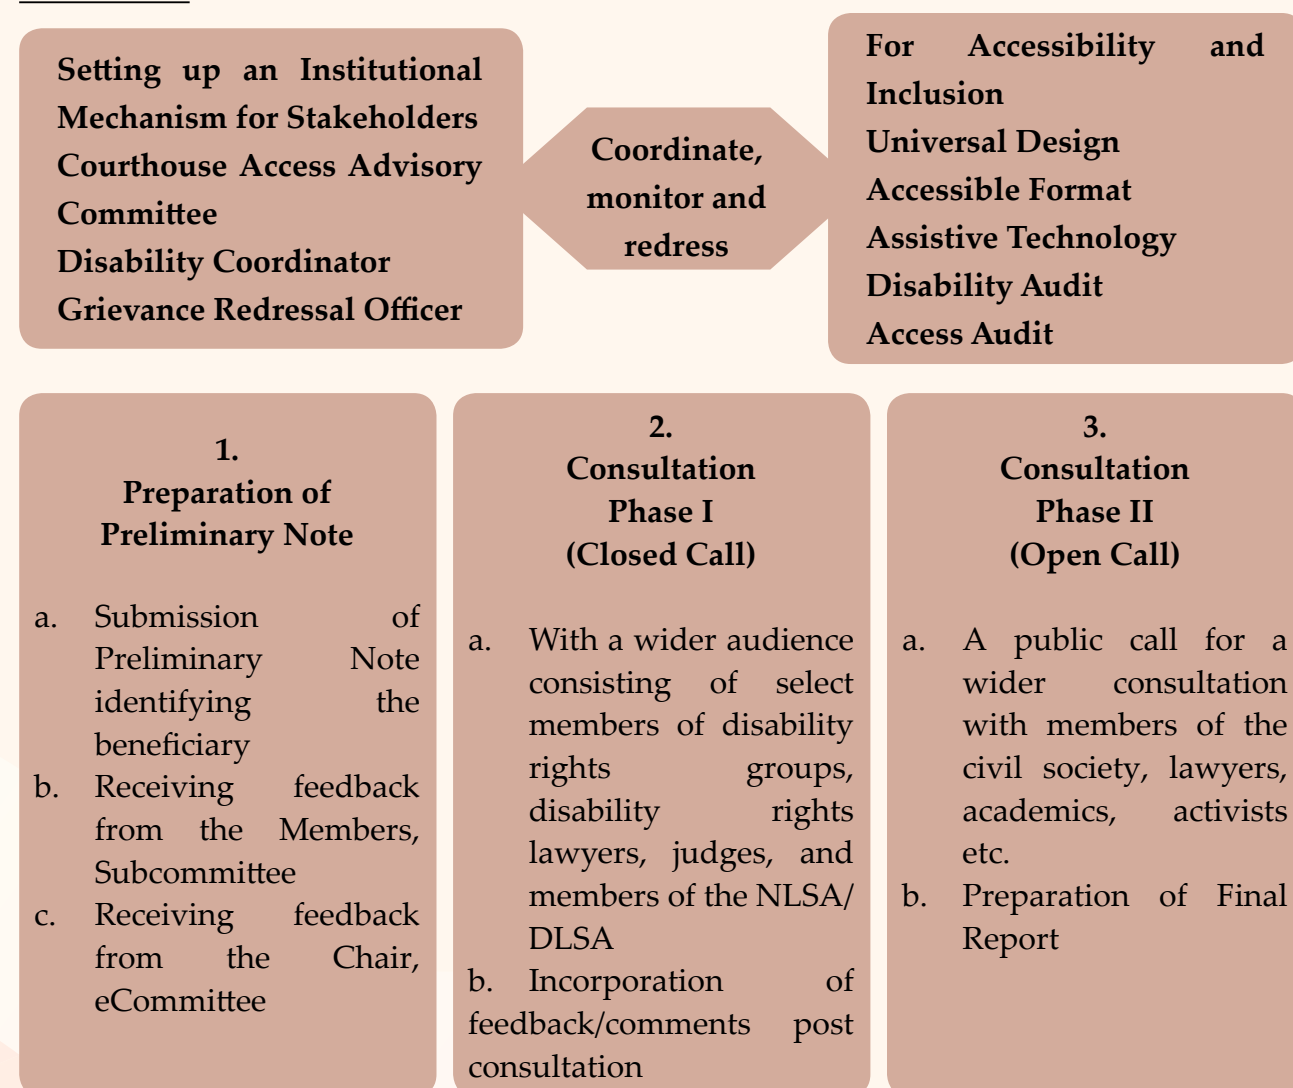 Setting up an Institutional
Mechanism for Stakeholders
Courthouse Access Advisory
Committee
Disability Coordinator
Grievance Redressal Officer
Coordinate,
monitor and
redress
For Accessibility and
Inclusion
Universal Design
Accessible Format
Assistive Technology
Disability Audit
Access Audit
1.
Preparation of
Preliminary Note
a. Submission of
Preliminary Note
identifying the
beneficiary
b. Receiving feedback
from the Members,
Subcommittee
c. Receiving feedback
from the Chair,
eCommittee
2.
Consultation
Phase I
(Closed Call)
a. With a wider audience
consisting of select
members of disability
rights groups,
disability rights
lawyers, judges, and
members of the NLSA/
DLSA
b. Incorporation of
feedback/comments post
consultation
3.
Consultation
Phase II
(Open Call)
a. A public call for a
wider consultation
with members of the
civil society, lawyers,
academics, activists
etc.
b. Preparation of Final
Report